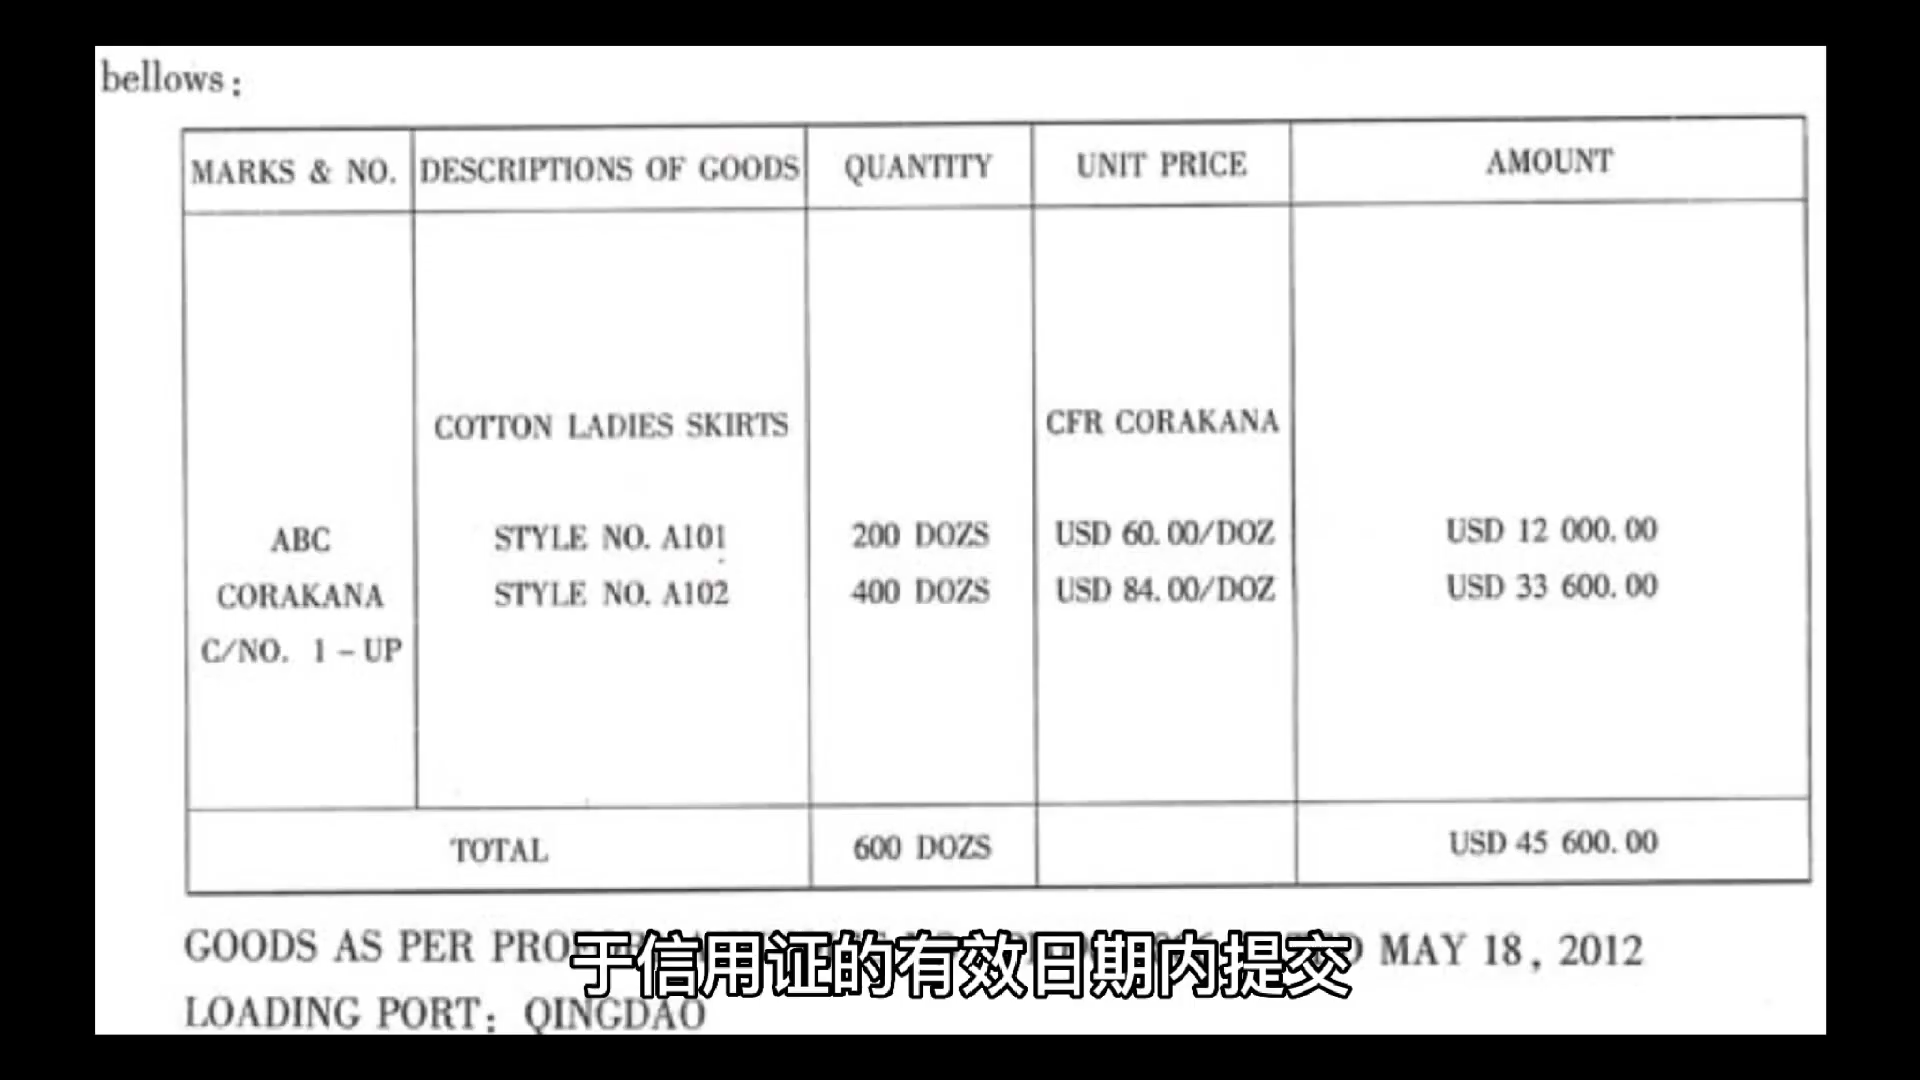 bellows:
MARKS & NO. DESCRIPTIONS OF GOODS QUANTITY UNIT PRICE AMOUNT
COTTON LADIES SKIRTS CFR CORAKANA
ABC STYLE NO. A101 200 DOZS USD 60.00/DOZ USD 12 000.00
CORAKANA STYLE NO. A102 400 DOZS USD 84.00/DOZ USD 33 600.00
C/NO. 1-UP
TOTAL 600 DOZS USD 45 600.00
GOODS AS PER MAY 18, 2012
于信用证的有效日期内提交
LOADING PORT: QINGDAO